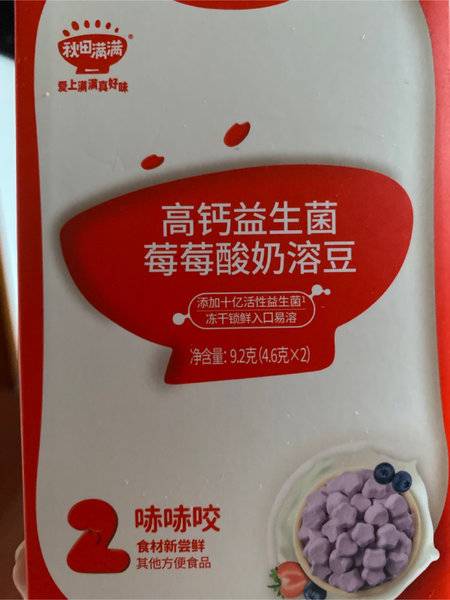 秋田满满®
爱上满满真好味
高钙益生菌
莓莓酸奶溶豆
添加十亿活性益生菌¹
冻干锁鲜入口易溶
净含量: 9.2克(4.6克×2)
2
哧哧咬
食材新尝鲜
其他方便食品